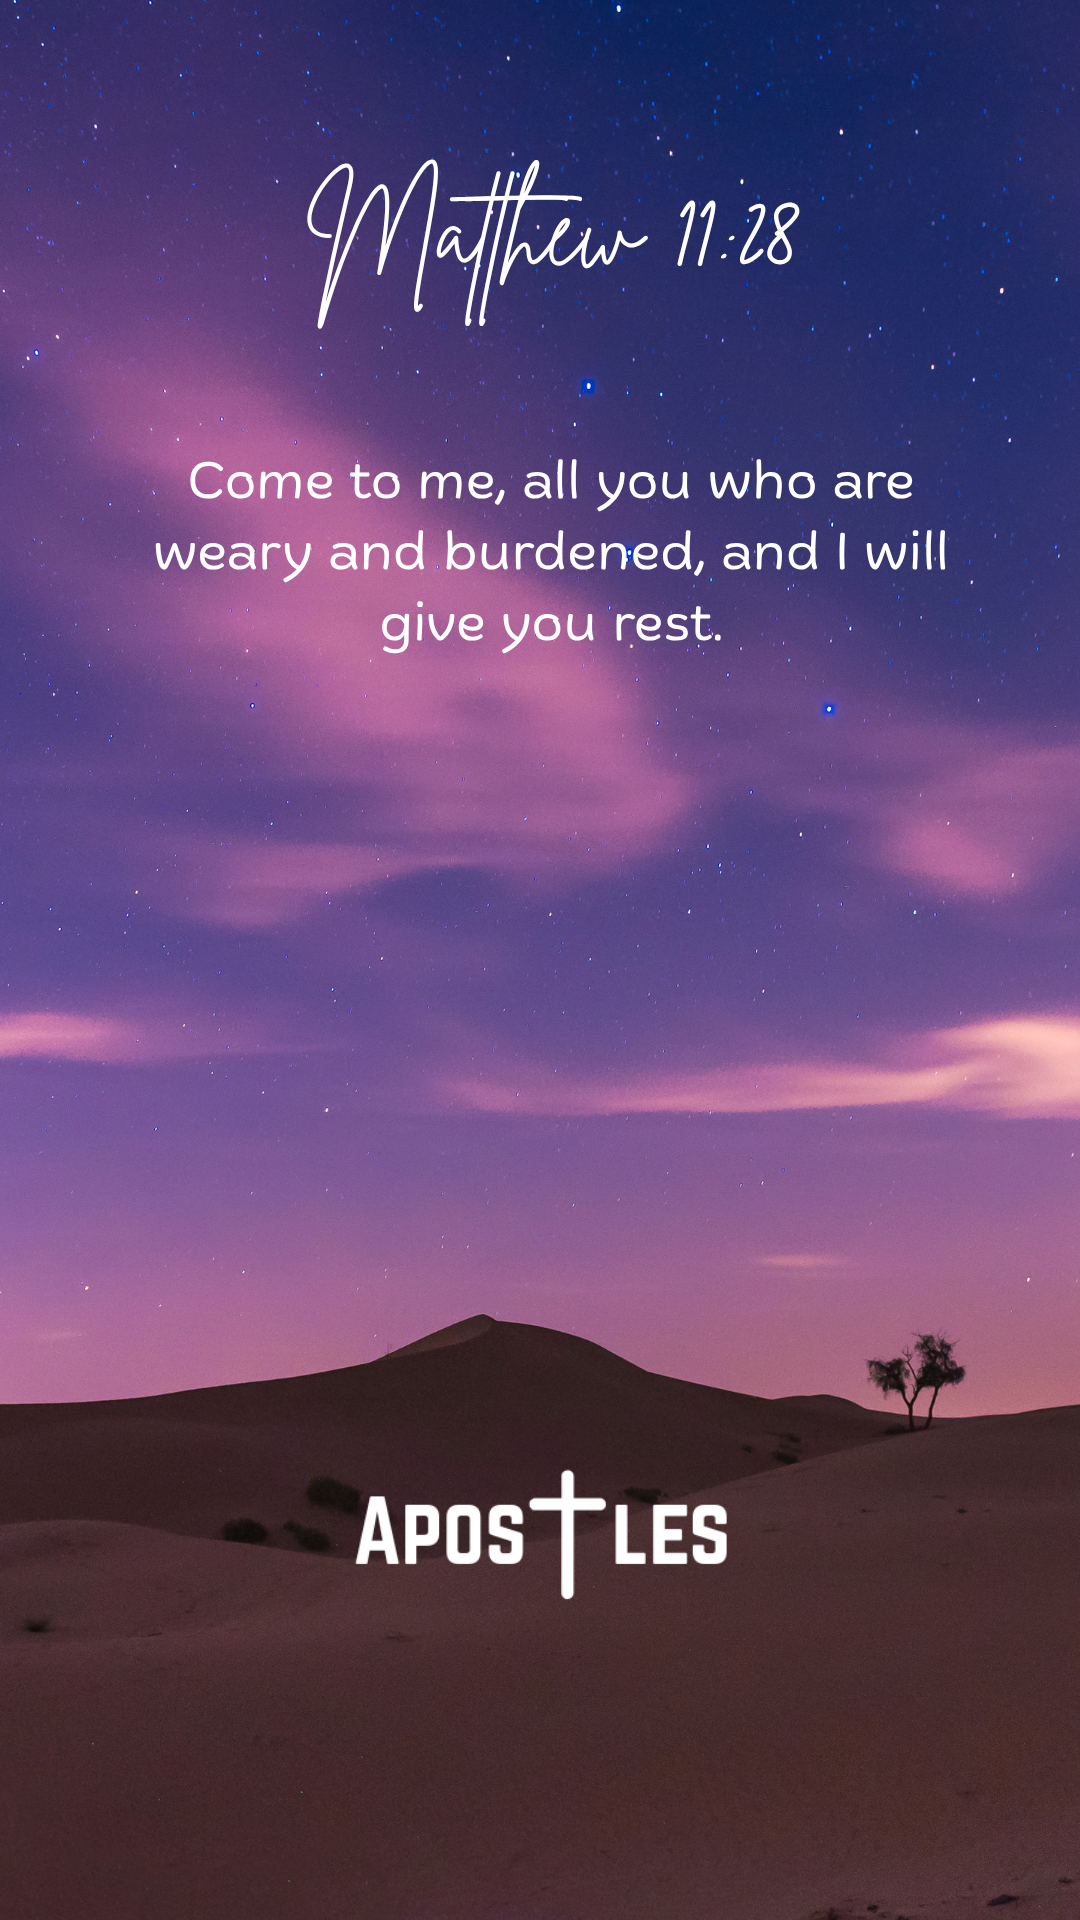 Matthew 11:28
Come to me, all you who are
weary and burdened, and I will
give you rest.
APOSTLES